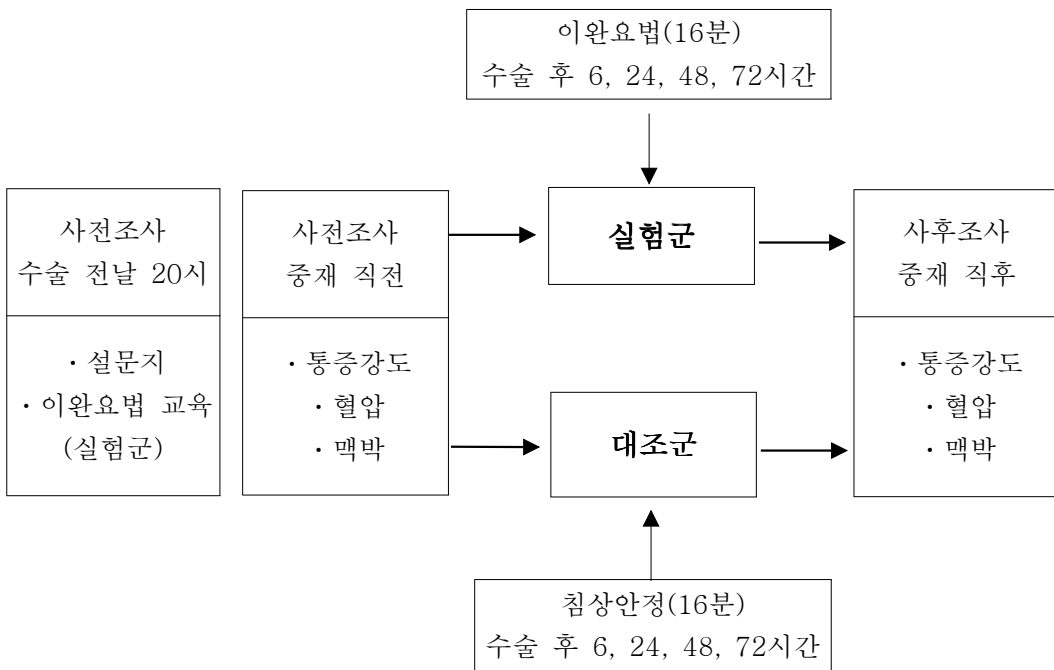 이완요법(16분)
수술 후 6, 24, 48, 72시간
사전조사
수술 전날 20시
· 설문지
· 이완요법 교육
(실험군)
사전조사
중재 직전
· 통증강도
· 혈압
· 맥박
실험군
대조군
사후조사
중재 직후
· 통증강도
· 혈압
· 맥박
침상안정(16분)
수술 후 6, 24, 48, 72시간